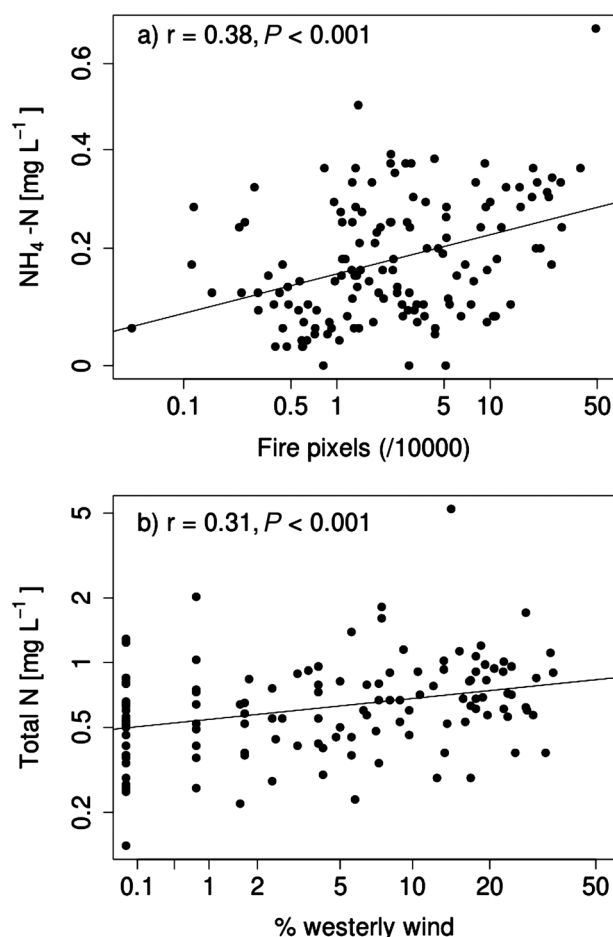 a) r = 0.38, P < 0.001
0.6
0.4
0.2
0
NH₄ -N [mg L⁻¹]
0.1 0.5 1 5 10 50
Fire pixels (/10000)
b) r = 0.31, P < 0.001
5
2
1
0.5
0.2
Total N [mg L⁻¹]
0.1 1 2 5 10 20 50
% westerly wind